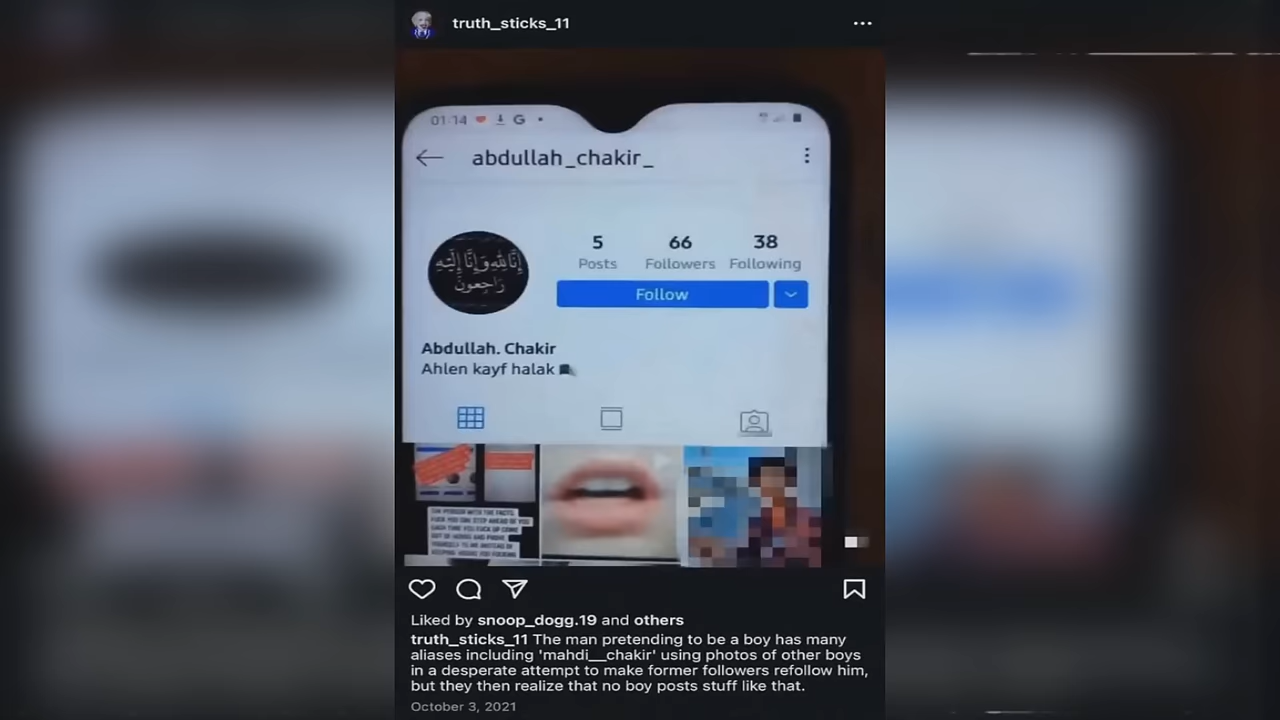 truth_sticks_11
01:14
abdullah_chakir_
إِنَّا لِلَّهِ وَإِنَّا إِلَيْهِ
رَاجِعُونَ
5 66 38
Posts Followers Following
Follow
Abdullah. Chakir
Ahlen kayf halak
Liked by snoop_dogg.19 and others
truth_sticks_11 The man pretending to be a boy has many
aliases including 'mahdi__chakir' using photos of other boys
in a desperate attempt to make former followers refollow him,
but they then realize that no boy posts stuff like that.
October 3, 2021